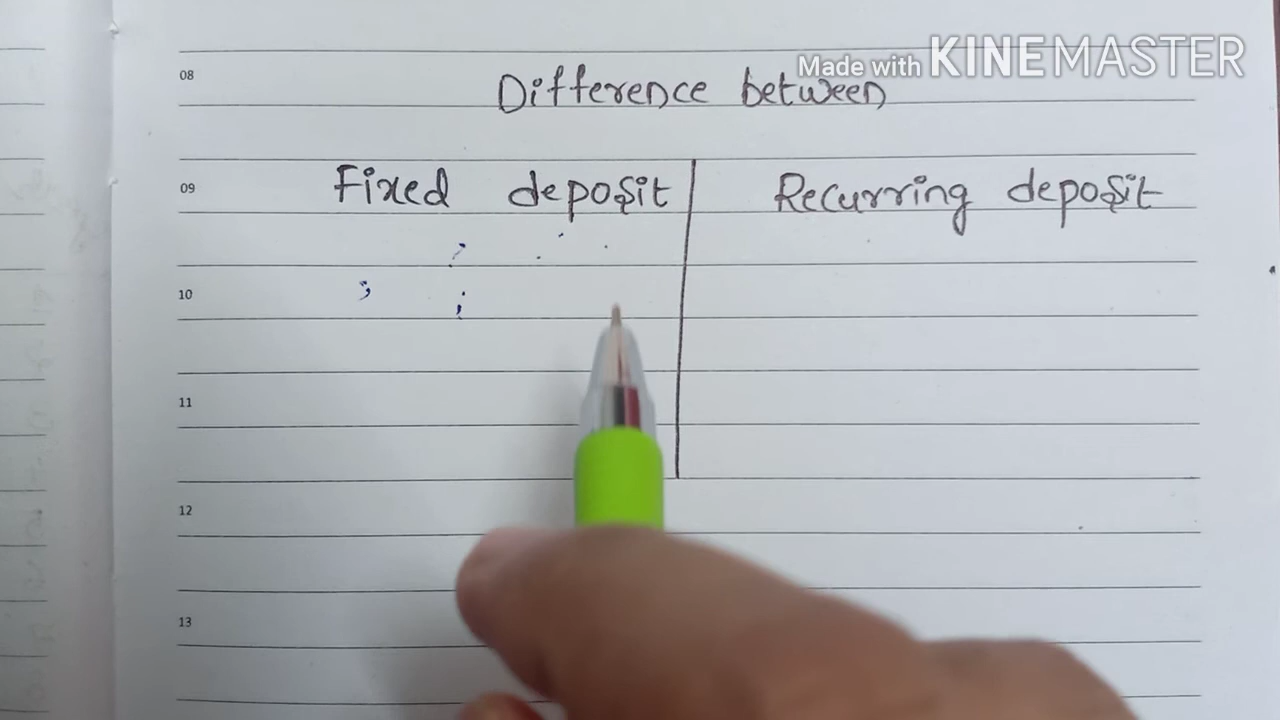 Made with KINEMASTER
08
Difference between
09
Fixed deposit Recurring deposit
10
11
12
13